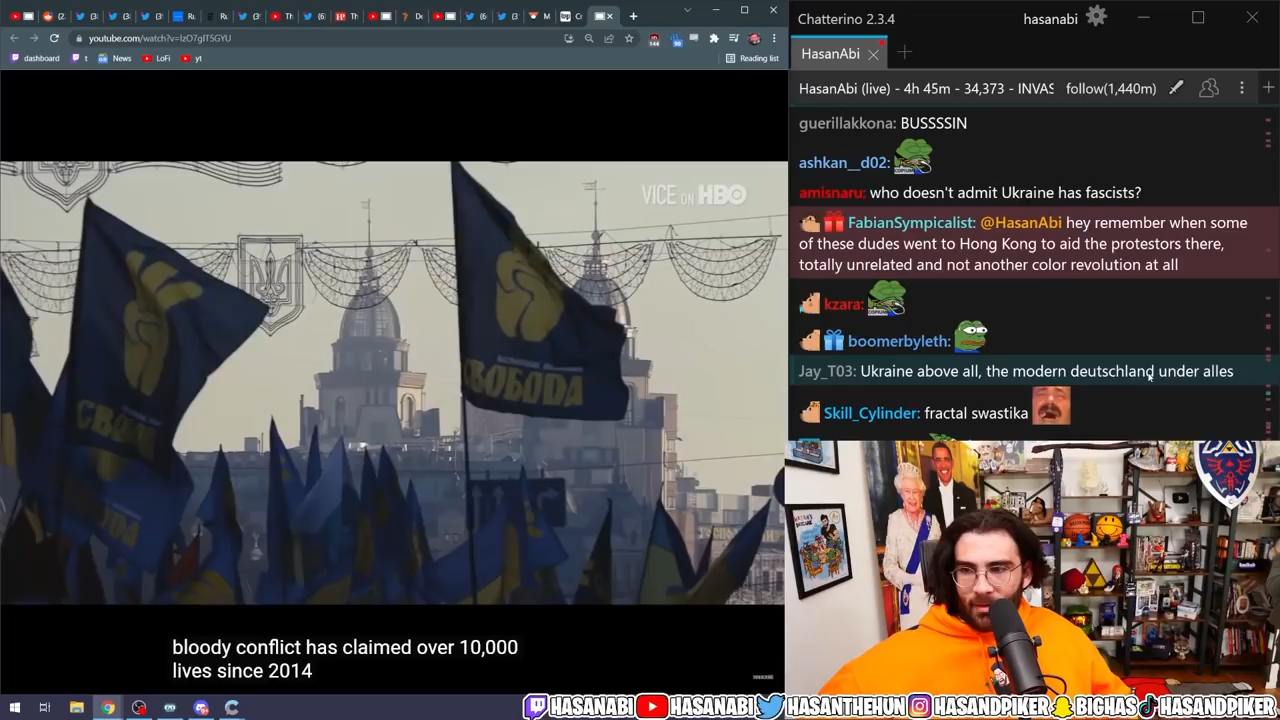 youtube.com/watch?v=IzO7gIT5GYU
dashboard
t
News
LoFi
yt
Reading list
VICE ON HBO
СВОБОДА
bloody conflict has claimed over 10,000
lives since 2014
Chatterino 2.3.4
hasanabi
HasanAbi
HasanAbi (live) - 4h 45m - 34,373 - INVAS
follow(1,440m)
guerillakkona: BUSSSSIN
ashkan__d02:
amisnaru: who doesn't admit Ukraine has fascists?
FabianSympicalist: @HasanAbi hey remember when some
of these dudes went to Hong Kong to aid the protestors there,
totally unrelated and not another color revolution at all
kzara:
boomerbyleth:
Jay_T03: Ukraine above all, the modern deutschland under alles
Skill_Cylinder: fractal swastika
HASANABI HASANABI HASANTHEHUN HASANDPIKER BIGHAS HASANDPIKER